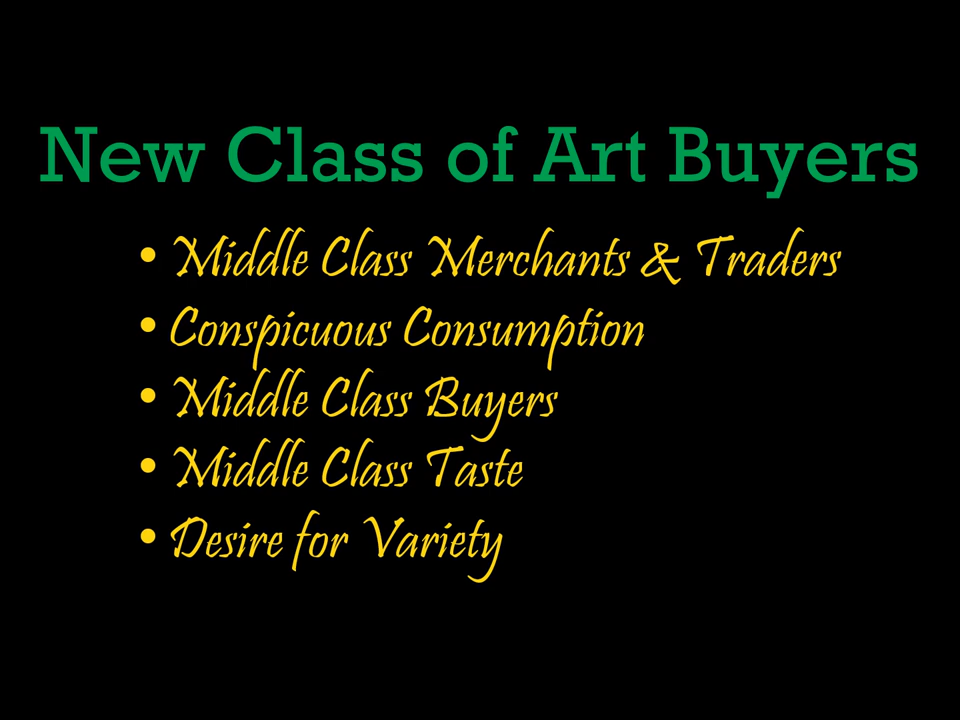 New Class of Art Buyers
• Middle Class Merchants & Traders
• Conspicuous Consumption
• Middle Class Buyers
• Middle Class Taste
• Desire for Variety